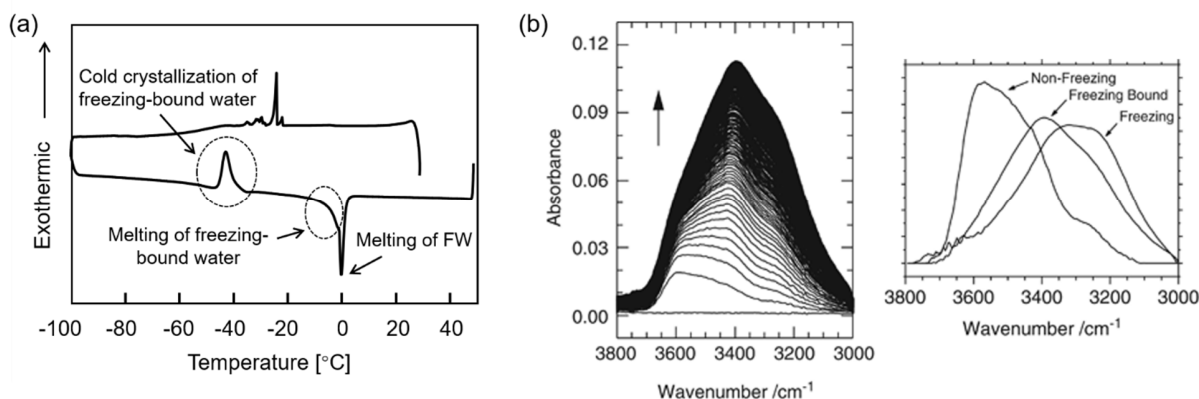 (a)
Exothermic
Cold crystallization of
freezing-bound water
Melting of freezing-
bound water
Melting of FW
-100 -80 -60 -40 -20 0 20 40
Temperature [°C]
(b)
Absorbance
0.12
0.09
0.06
0.03
0.00
3800 3600 3400 3200 3000
Wavenumber /cm-1
Non-Freezing
Freezing Bound
Freezing
3800 3600 3400 3200 3000
Wavenumber /cm-1